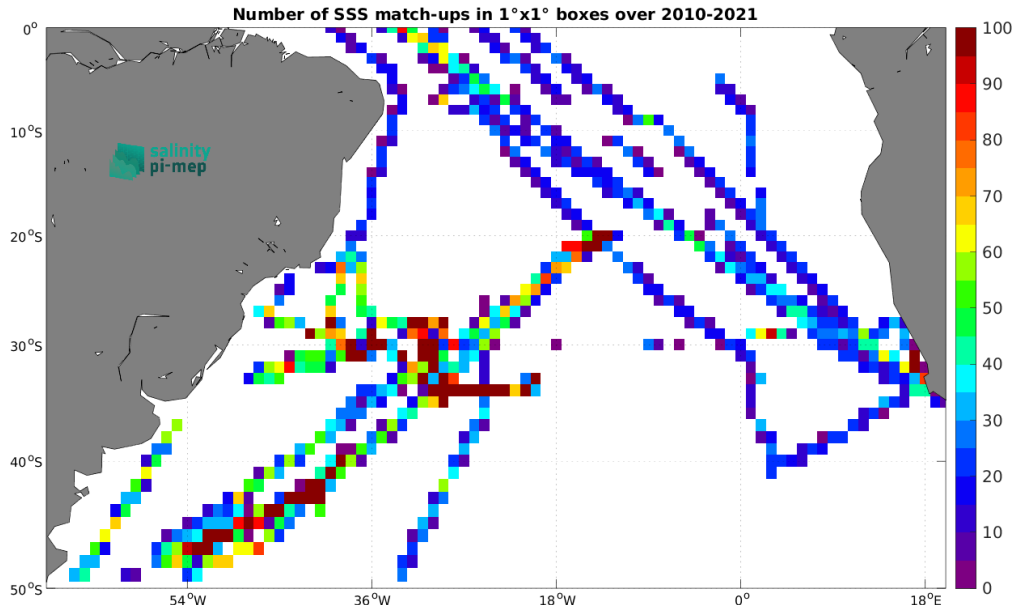 Number of SSS match-ups in 1°x1° boxes over 2010-2021
salinity
pi-mep
0°
10°S
20°S
30°S
40°S
50°S
54°W
36°W
18°W
0°
18°E
100
90
80
70
60
50
40
30
20
10
0